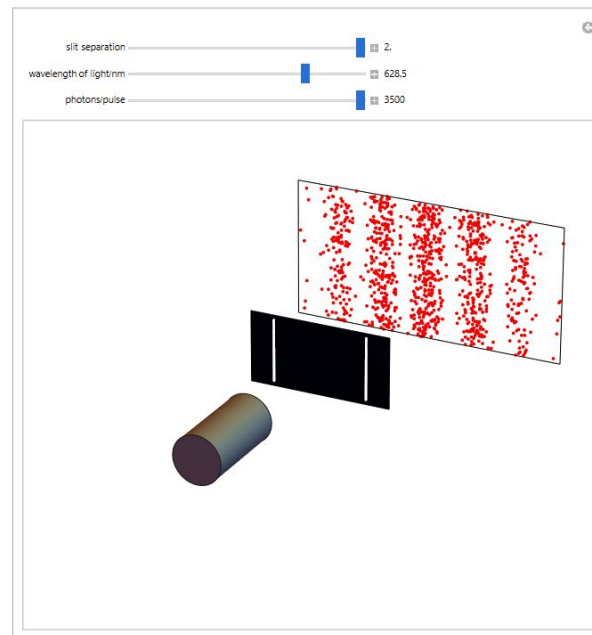 slit separation 2.
wavelength of light/nm 628.5
photons/pulse 3500